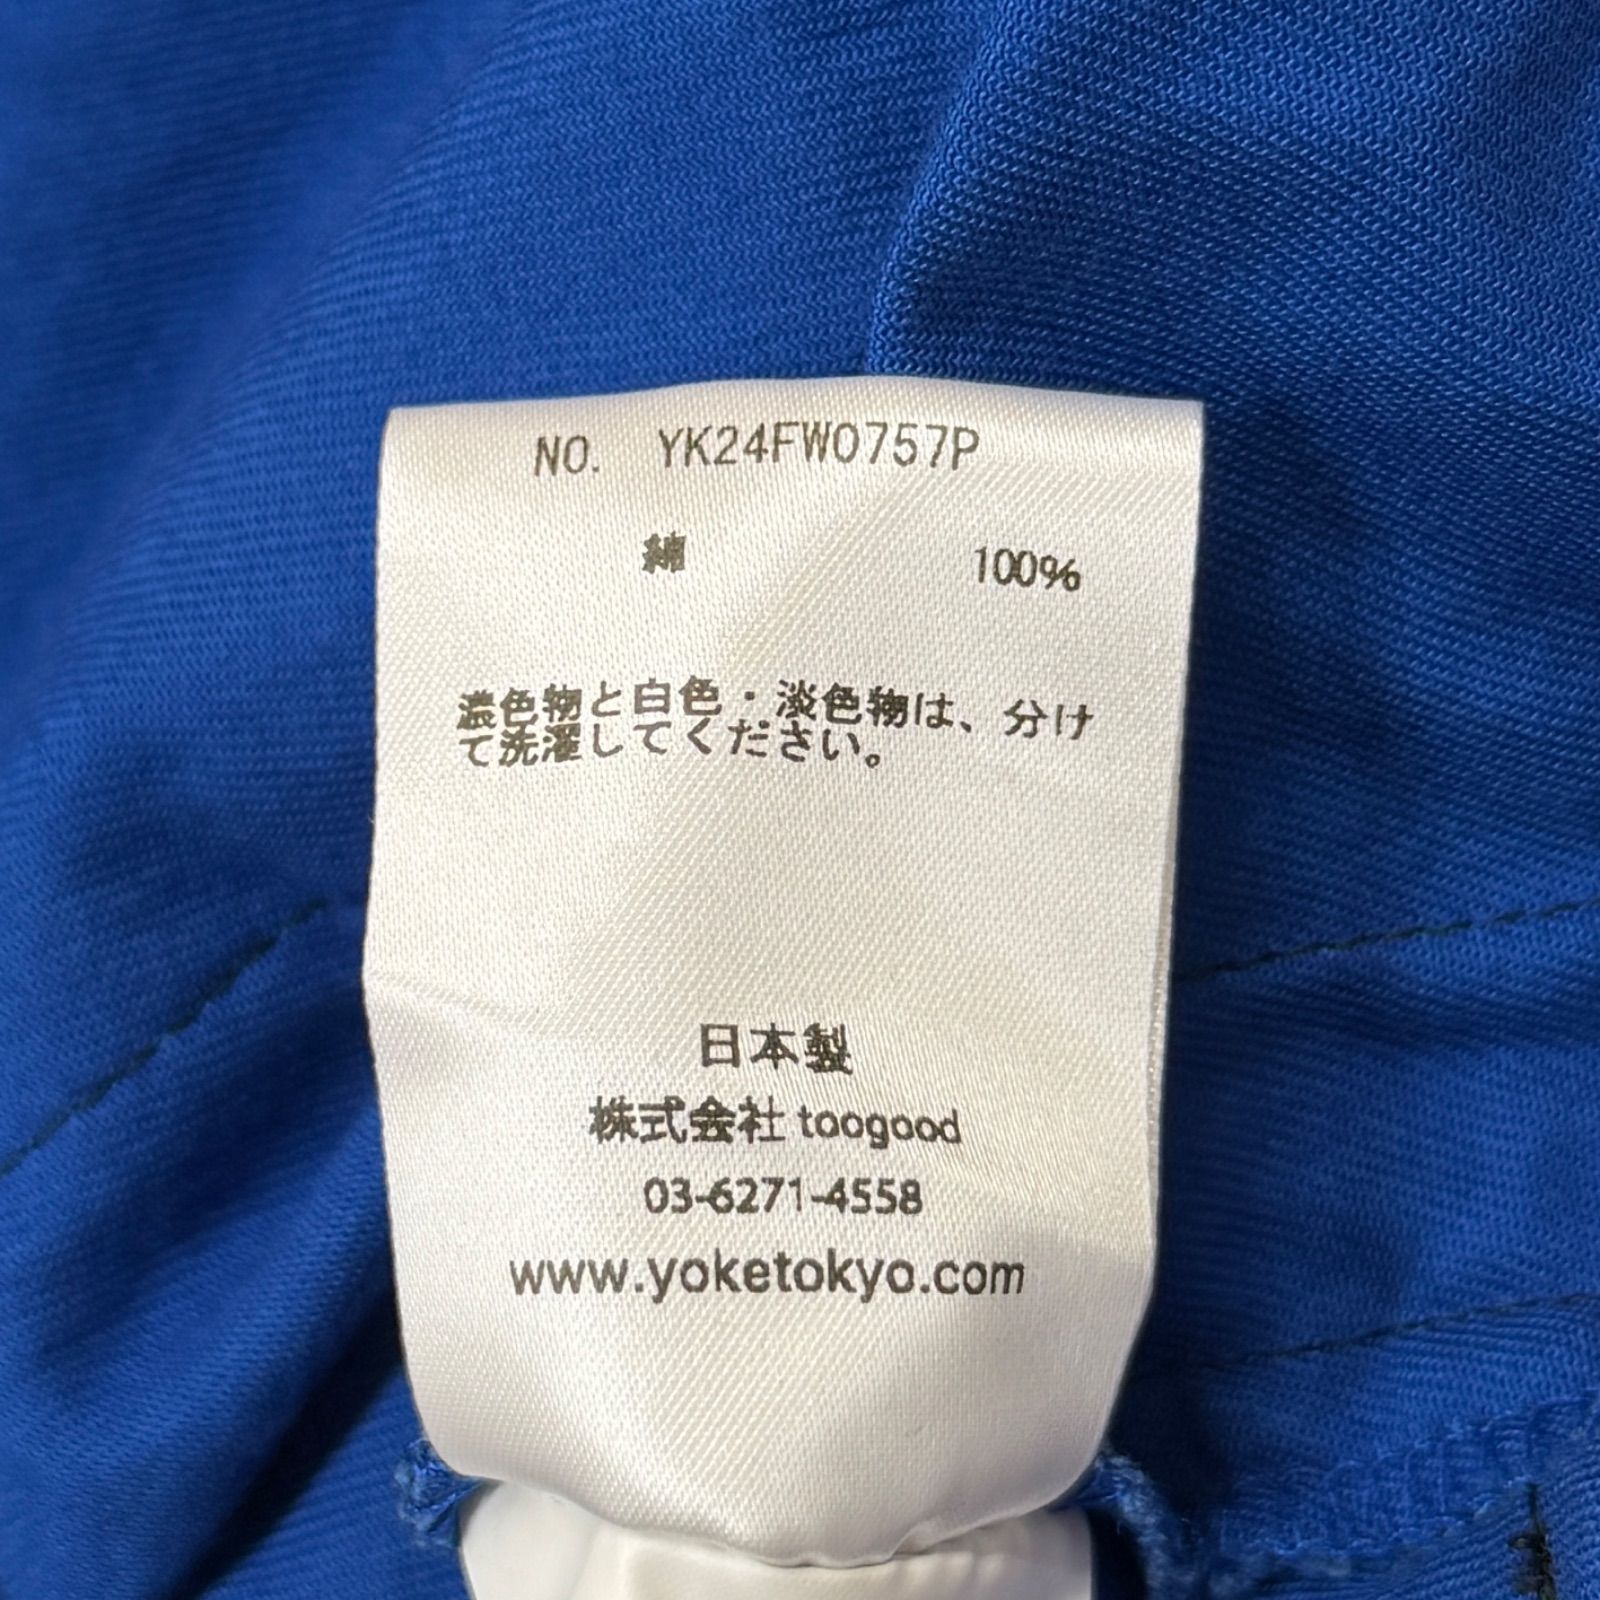 NO. YK24FW0757P
綿 100%
濃色物と白色・淡色物は、分け
て洗濯してください。
日本製
株式会社 toogood
03-6271-4558
www.yoketokyo.com